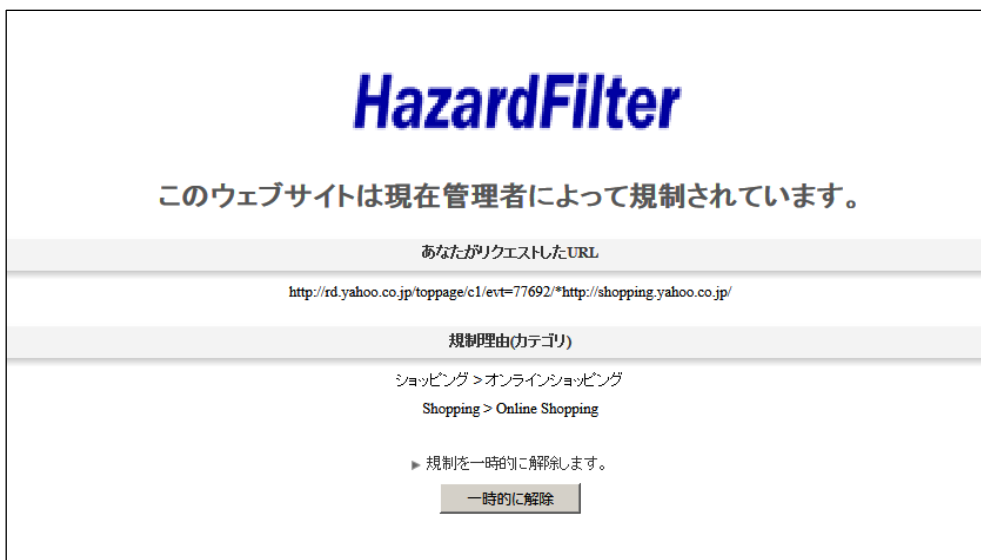 HazardFilter
このウェブサイトは現在管理者によって規制されています。
あなたがリクエストしたURL
http://rd.yahoo.co.jp/toppage/c1/evt=77692/*http://shopping.yahoo.co.jp/
規制理由(カテゴリ)
ショッピング > オンラインショッピング
Shopping > Online Shopping
▶ 規制を一時的に解除します。
一時的に解除